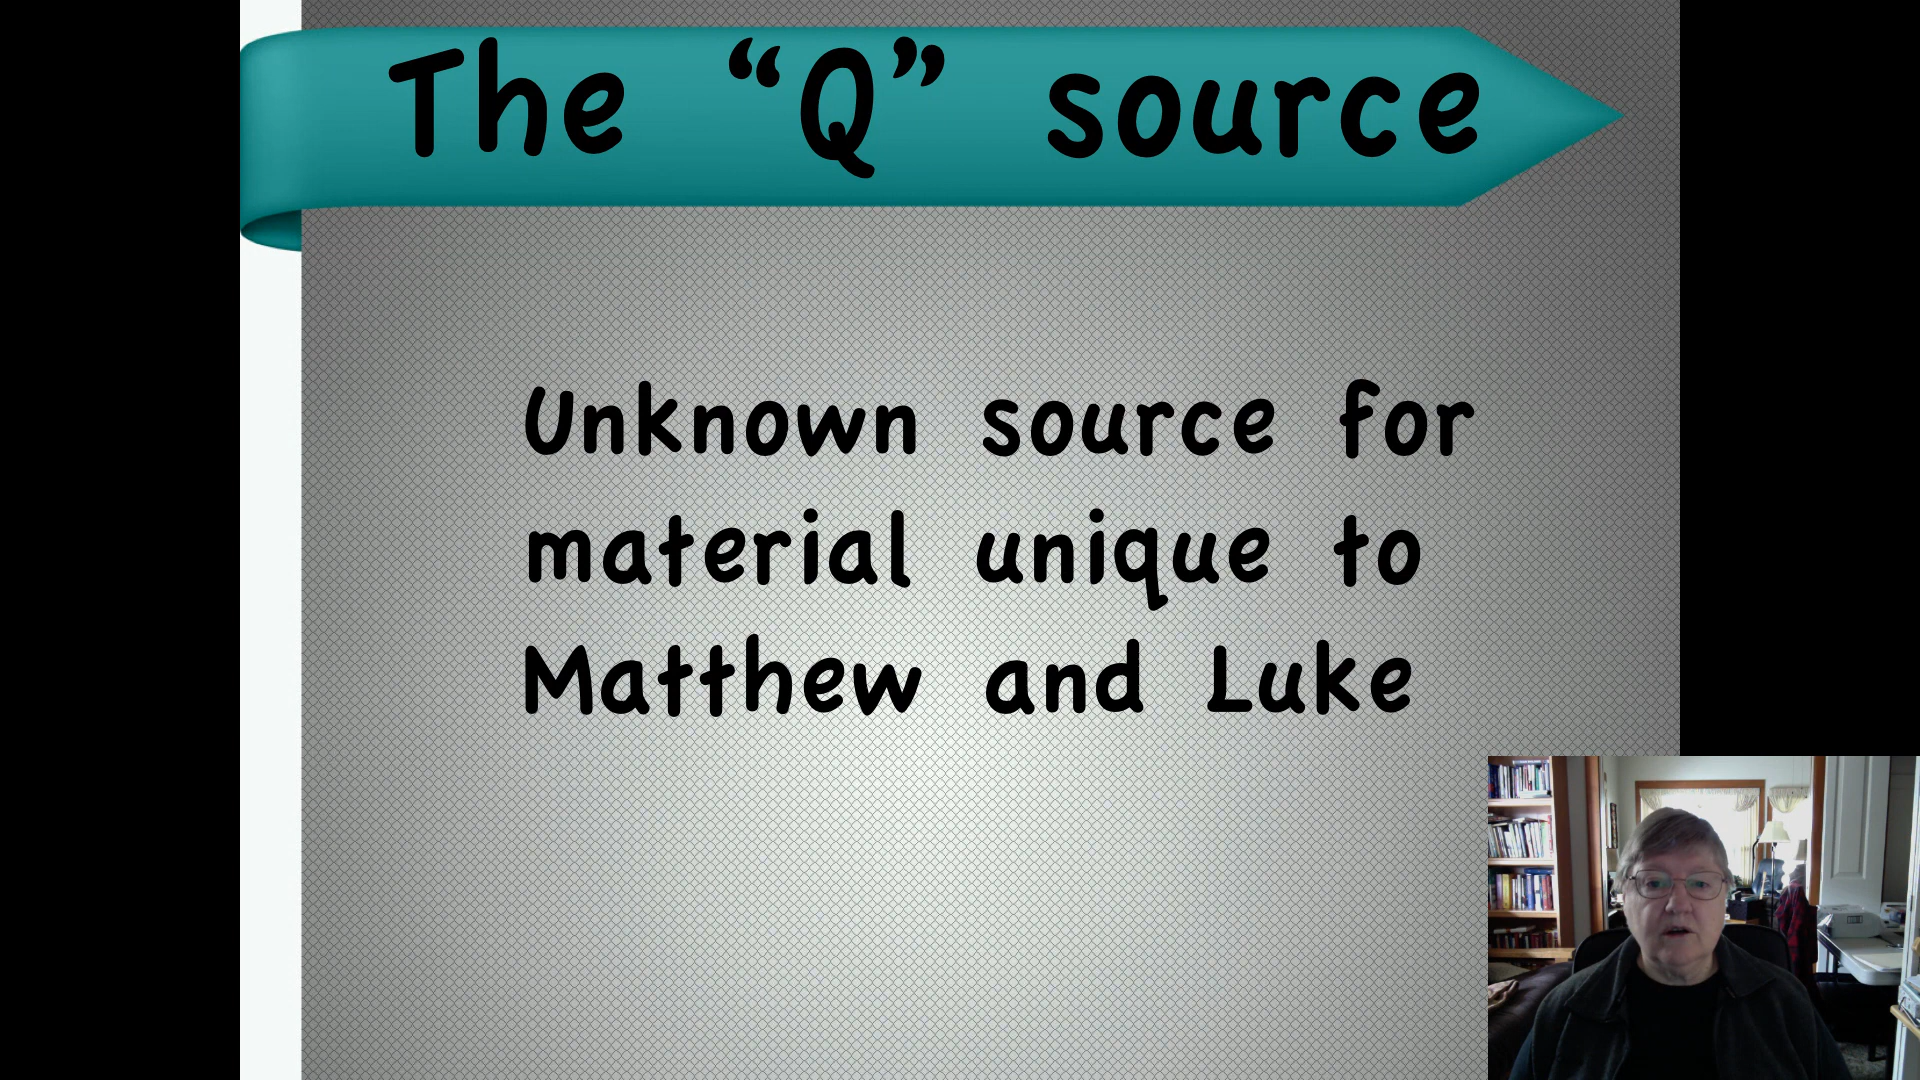 The “Q” source
Unknown source for
material unique to
Matthew and Luke